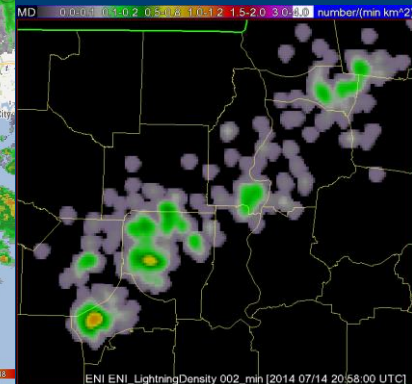 MD 0.0-0.1 0.1-0.2 0.5-0.8 1.0-1.2 1.5-2.0 3.0-4.0 number/(min km^2)
City
ENI ENI_LightningDensity 002_min [2014 07/14 20:58:00 UTC]